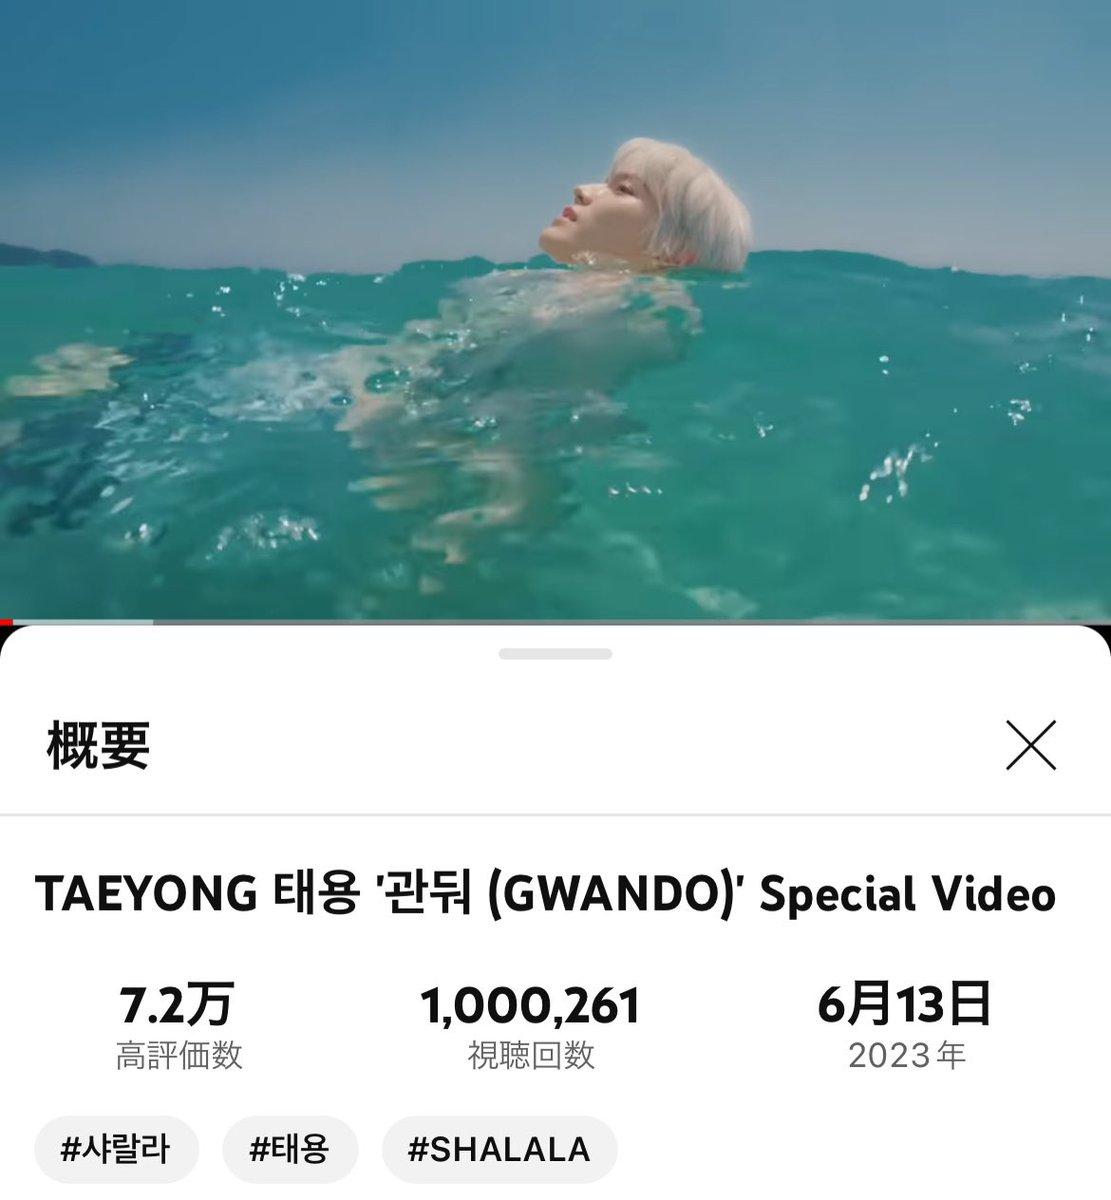 概要
TAEYONG 태용 '관둬 (GWANDO)' Special Video
7.2万 1,000,261 6月13日
高評価数 視聴回数 2023年
#샤랄라 #태용 #SHALALA